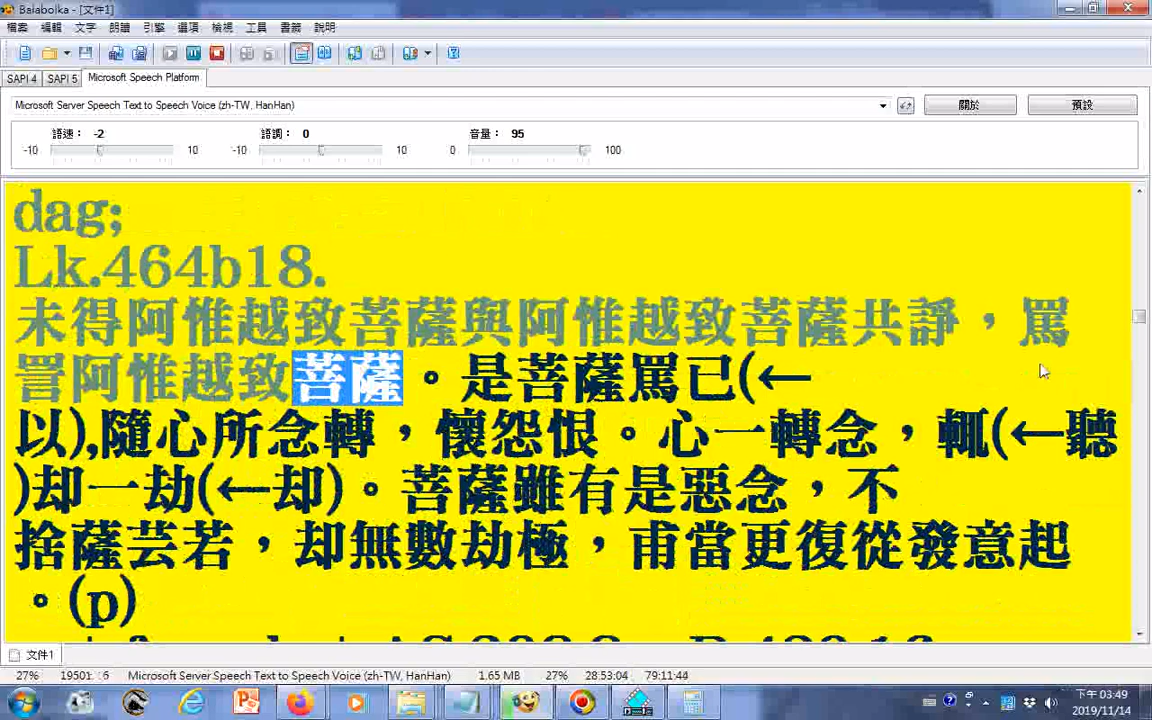 Balabolka - [文件1]
檔案 編輯 文字 朗讀 引擎 選項 檢視 工具 書籤 說明
SAPI 4 SAPI 5 Microsoft Speech Platform
Microsoft Server Speech Text to Speech Voice (zh-TW, HanHan) 關於 預設
語速： -2 語調： 0 音量： 95
-10 10 -10 10 0 100
dag;
Lk.464b18.
未得阿惟越致菩薩與阿惟越致菩薩共諍，罵
詈阿惟越致菩薩。是菩薩罵已(←
以),隨心所念轉，懷怨恨。心一轉念，輒(←聽
)却一劫(←却)。菩薩雖有是惡念，不
捨薩芸若，却無數劫極，甫當更復從發意起
。(p)
文件1
27% Microsoft Server Speech Text to Speech Voice (zh-TW, HanHan) 1.65 MB 27% 28:53:04 79:11:44
下午 03:49
2019/11/14